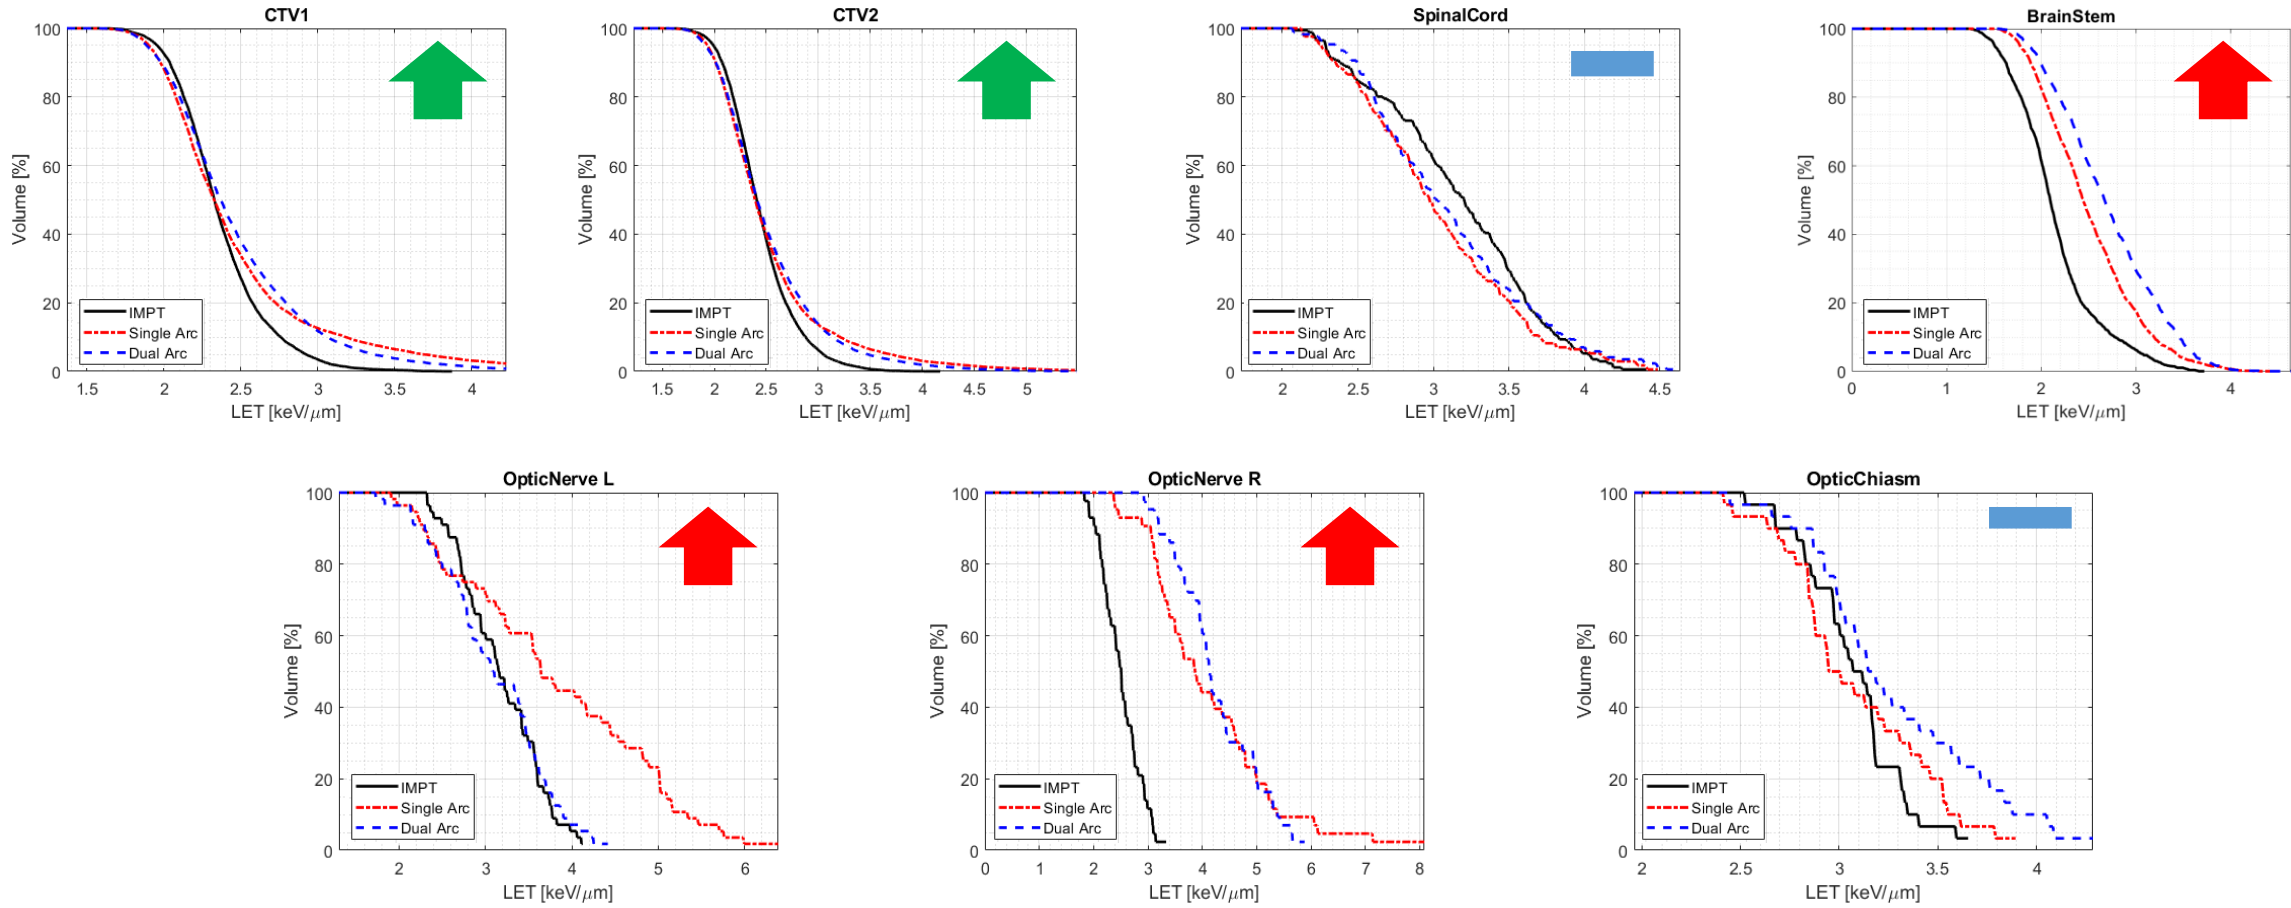 CTV1
100
80
60
40
20
0
Volume [%]
IMPT
Single Arc
Dual Arc
1.5 2 2.5 3 3.5 4
LET [keV/μm]
CTV2
100
80
60
40
20
0
Volume [%]
IMPT
Single Arc
Dual Arc
1.5 2 2.5 3 3.5 4 4.5 5
LET [keV/μm]
SpinalCord
100
80
60
40
20
0
Volume [%]
IMPT
Single Arc
Dual Arc
2 2.5 3 3.5 4 4.5
LET [keV/μm]
BrainStem
100
80
60
40
20
0
Volume [%]
IMPT
Single Arc
Dual Arc
0 1 2 3 4
LET [keV/μm]
OpticNerve L
100
80
60
40
20
0
Volume [%]
IMPT
Single Arc
Dual Arc
2 3 4 5 6
LET [keV/μm]
OpticNerve R
100
80
60
40
20
0
Volume [%]
IMPT
Single Arc
Dual Arc
0 1 2 3 4 5 6 7 8
LET [keV/μm]
OpticChiasm
100
80
60
40
20
0
Volume [%]
IMPT
Single Arc
Dual Arc
2 2.5 3 3.5 4
LET [keV/μm]